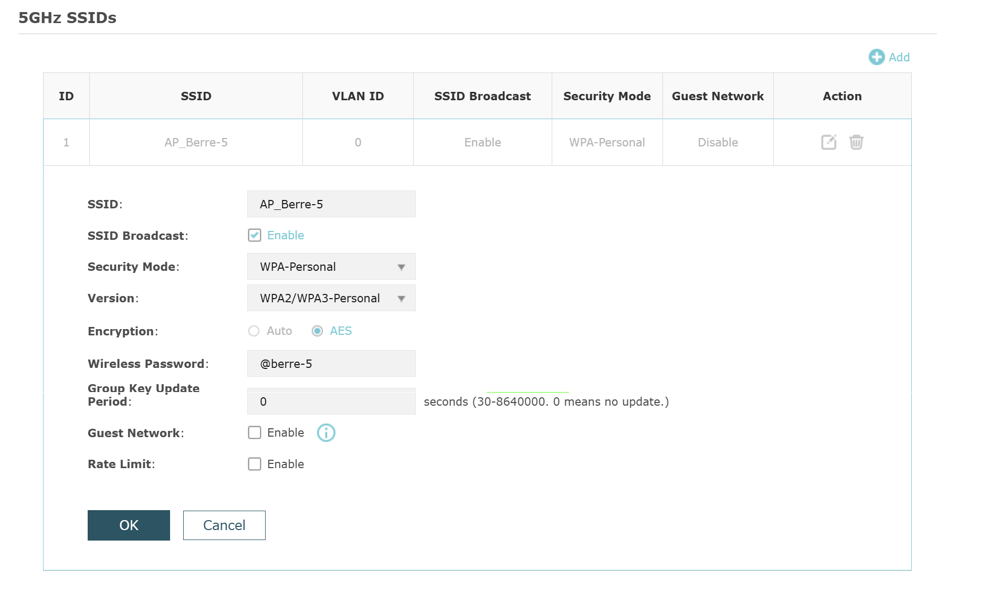 5GHz SSIDs
Add
ID SSID VLAN ID SSID Broadcast Security Mode Guest Network Action
1 AP_Berre-5 0 Enable WPA-Personal Disable
SSID: AP_Berre-5
SSID Broadcast: Enable
Security Mode: WPA-Personal
Version: WPA2/WPA3-Personal
Encryption: Auto AES
Wireless Password: @berre-5
Group Key Update
Period: 0 seconds (30-8640000. 0 means no update.)
Guest Network: Enable
Rate Limit: Enable
OK Cancel